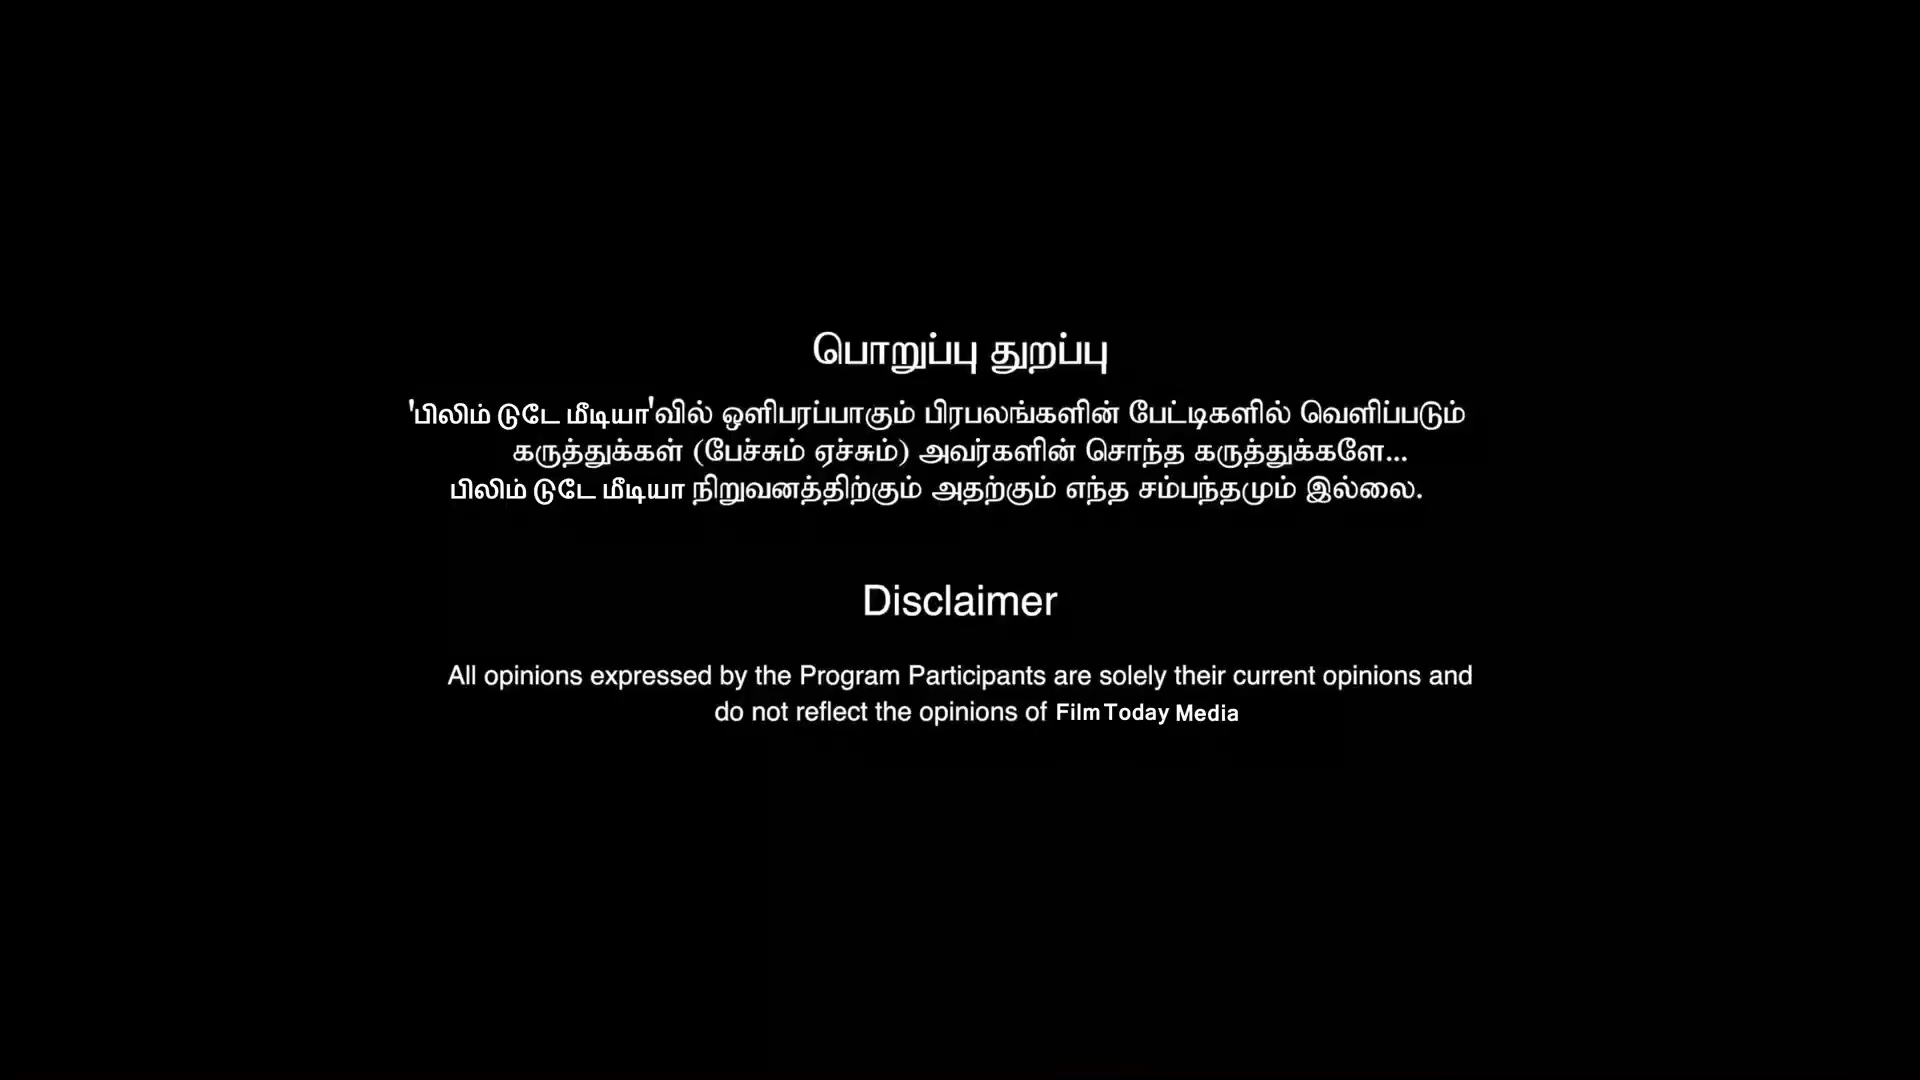 பொறுப்பு துறப்பு
'பிலிம் டுடே மீடியா'வில் ஒளிபரப்பாகும் பிரபலங்களின் பேட்டிகளில் வெளிப்படும்
கருத்துக்கள் (பேச்சும் ஏச்சும்) அவர்களின் சொந்த கருத்துக்களே...
பிலிம் டுடே மீடியா நிறுவனத்திற்கும் அதற்கும் எந்த சம்பந்தமும் இல்லை.
Disclaimer
All opinions expressed by the Program Participants are solely their current opinions and
do not reflect the opinions of Film Today Media